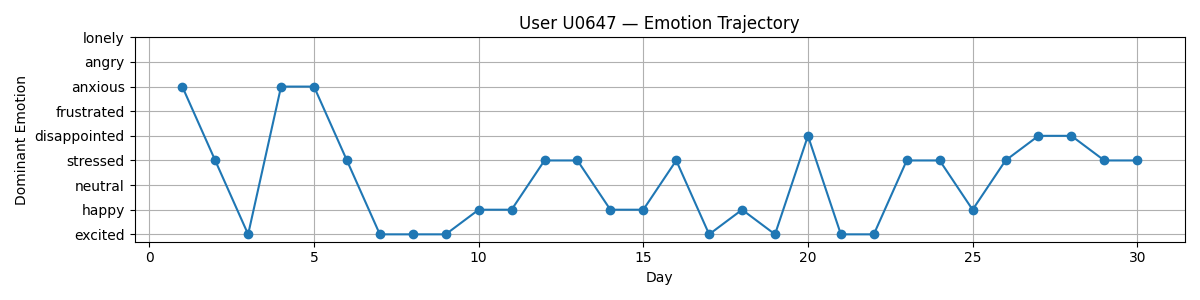 User U0647 — Emotion Trajectory
lonely
angry
anxious
frustrated
disappointed
stressed
neutral
happy
excited
Dominant Emotion
0 5 10 15 20 25 30
Day